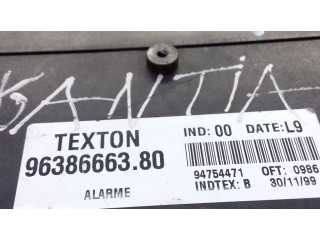 XANTIA
TEXTON IND: 00 DATE: L9
96386663.80
94754471 OFT: 0986
ALARME INDTEX: B 30/11/99